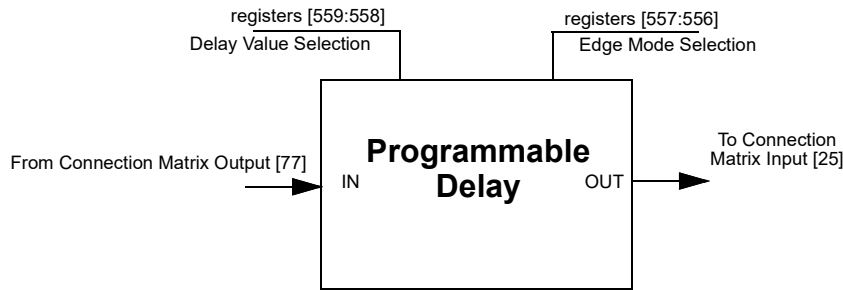 registers [559:558]
Delay Value Selection
registers [557:556]
Edge Mode Selection
From Connection Matrix Output [77]
IN
Programmable
Delay
OUT
To Connection
Matrix Input [25]